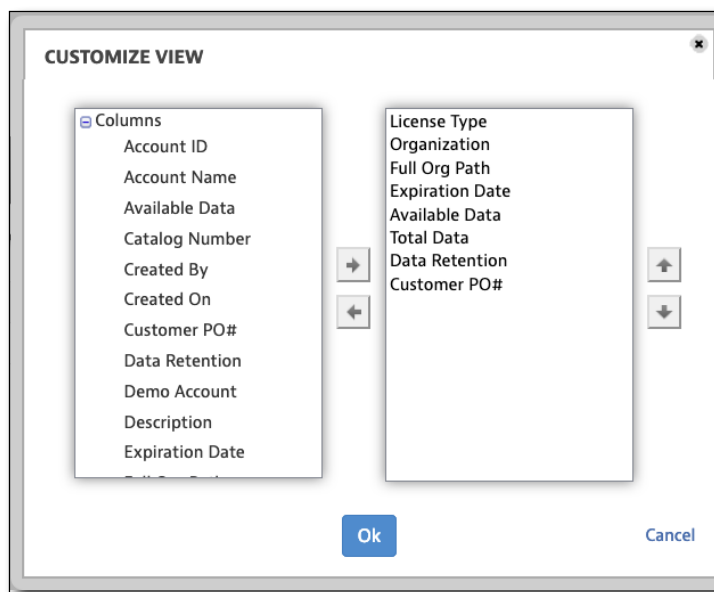 CUSTOMIZE VIEW
Columns
Account ID
Account Name
Available Data
Catalog Number
Created By
Created On
Customer PO#
Data Retention
Demo Account
Description
Expiration Date
License Type
Organization
Full Org Path
Expiration Date
Available Data
Total Data
Data Retention
Customer PO#
Ok
Cancel